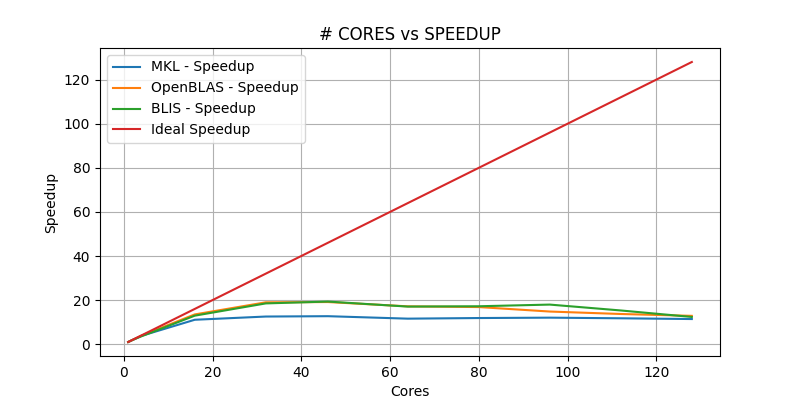 # CORES vs SPEEDUP
MKL - Speedup
OpenBLAS - Speedup
BLIS - Speedup
Ideal Speedup
120
100
80
60
40
20
0
Speedup
0 20 40 60 80 100 120
Cores